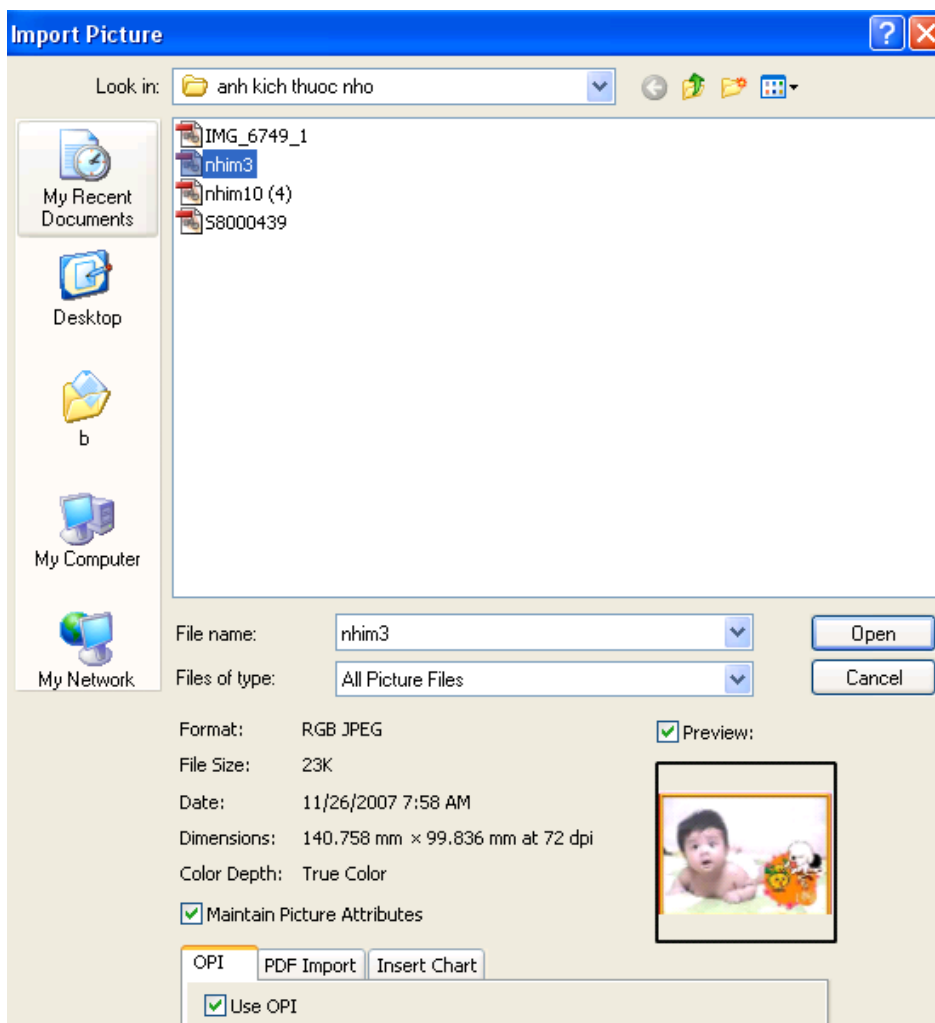 Import Picture
Look in: anh kich thuoc nho
My Recent Documents
Desktop
b
My Computer
My Network
IMG_6749_1
nhim3
nhim10 (4)
S8000439
File name: nhim3 Open
Files of type: All Picture Files Cancel
Format: RGB JPEG
File Size: 23K
Date: 11/26/2007 7:58 AM
Dimensions: 140.758 mm × 99.836 mm at 72 dpi
Color Depth: True Color
Maintain Picture Attributes
Preview:
OPI PDF Import Insert Chart
Use OPI